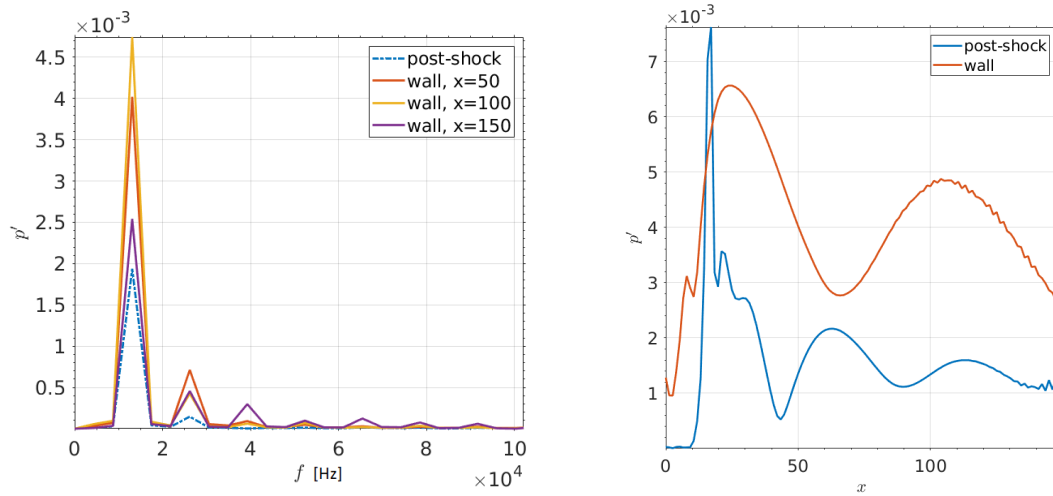 ×10⁻³
4.5
4
3.5
3
2.5
2
1.5
1
0.5
p′
post-shock
wall, x=50
wall, x=100
wall, x=150
0
2
4
6
8
10
×10⁴
f [Hz]
×10⁻³
7
6
5
4
3
2
1
p′
post-shock
wall
0
50
100
x